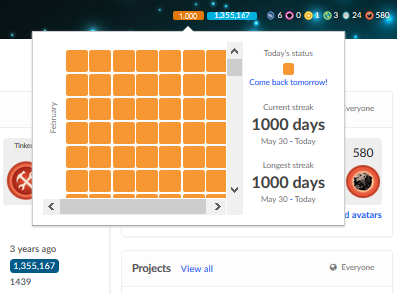 1,000 1,355,167 6 0 1 3 24 580
Today's status
Come back tomorrow!
February
Current streak
1000 days
May 30 - Today
Longest streak
1000 days
May 30 - Today
Everyone
Tinker
580
d avatars
3 years ago
1,355,167
1439
Projects View all
Everyone